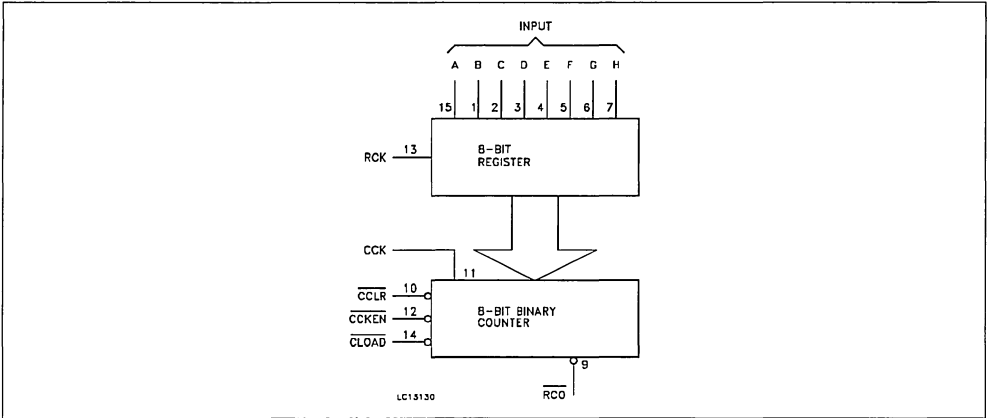 INPUT
A B C D E F G H
15 1 2 3 4 5 6 7
RCK 13
8-BIT
REGISTER
CCK
11
CCLR 10
CCKEN 12
CLOAD 14
8-BIT BINARY
COUNTER
9
RCO
LC13130